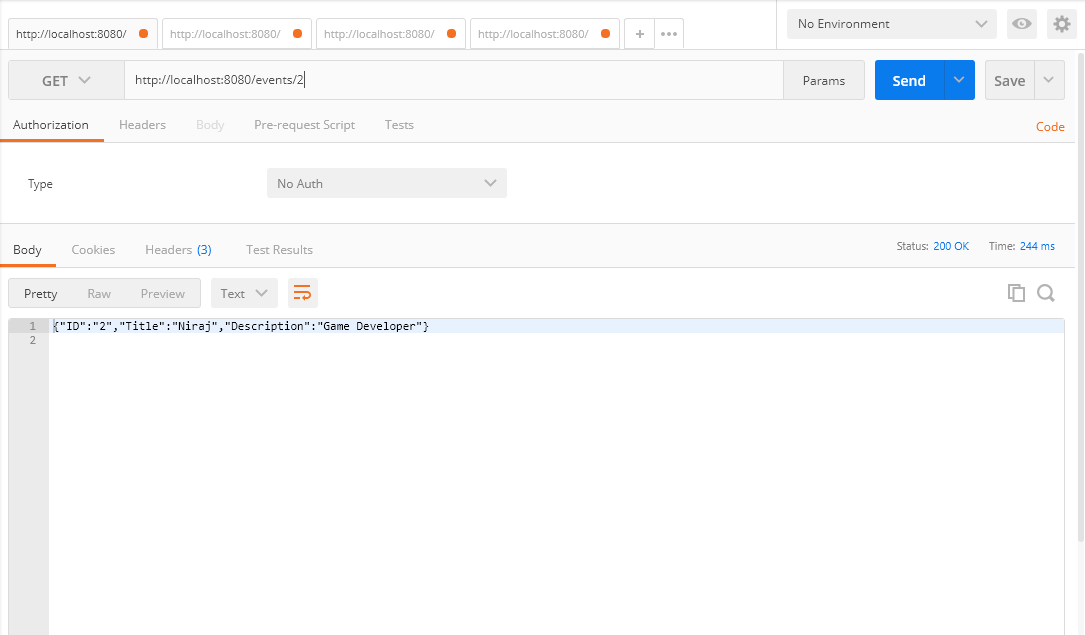 http://localhost:8080/ http://localhost:8080/ http://localhost:8080/ http://localhost:8080/ + ••• No Environment
GET http://localhost:8080/events/2 Params Send Save
Authorization Headers Body Pre-request Script Tests Code
Type No Auth
Body Cookies Headers (3) Test Results Status: 200 OK Time: 244 ms
Pretty Raw Preview Text
1 {"ID":"2","Title":"Niraj","Description":"Game Developer"}
2